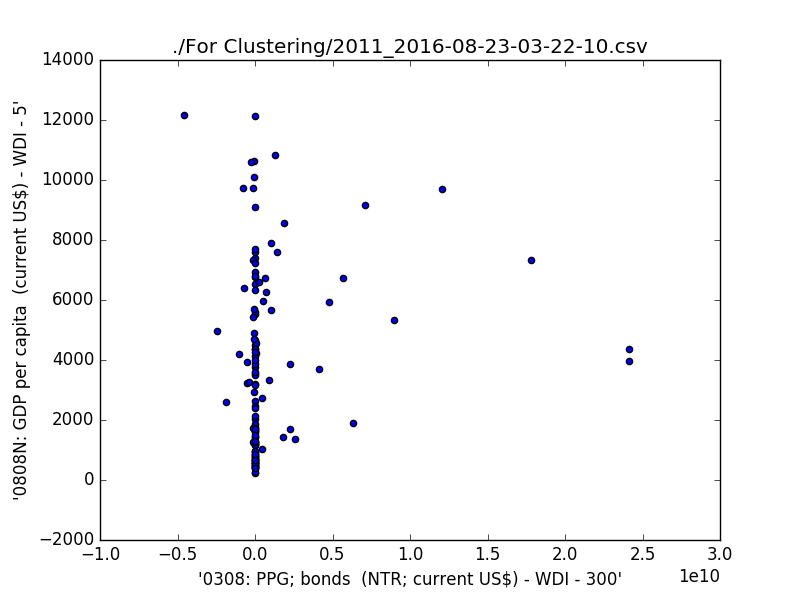 ./For Clustering/2011_2016-08-23-03-22-10.csv
14000
12000
10000
8000
6000
4000
2000
0
−2000
'0808N: GDP per capita  (current US$) - WDI - 5'
−1.0 −0.5 0.0 0.5 1.0 1.5 2.0 2.5 3.0
1e10
'0308: PPG; bonds  (NTR; current US$) - WDI - 300'